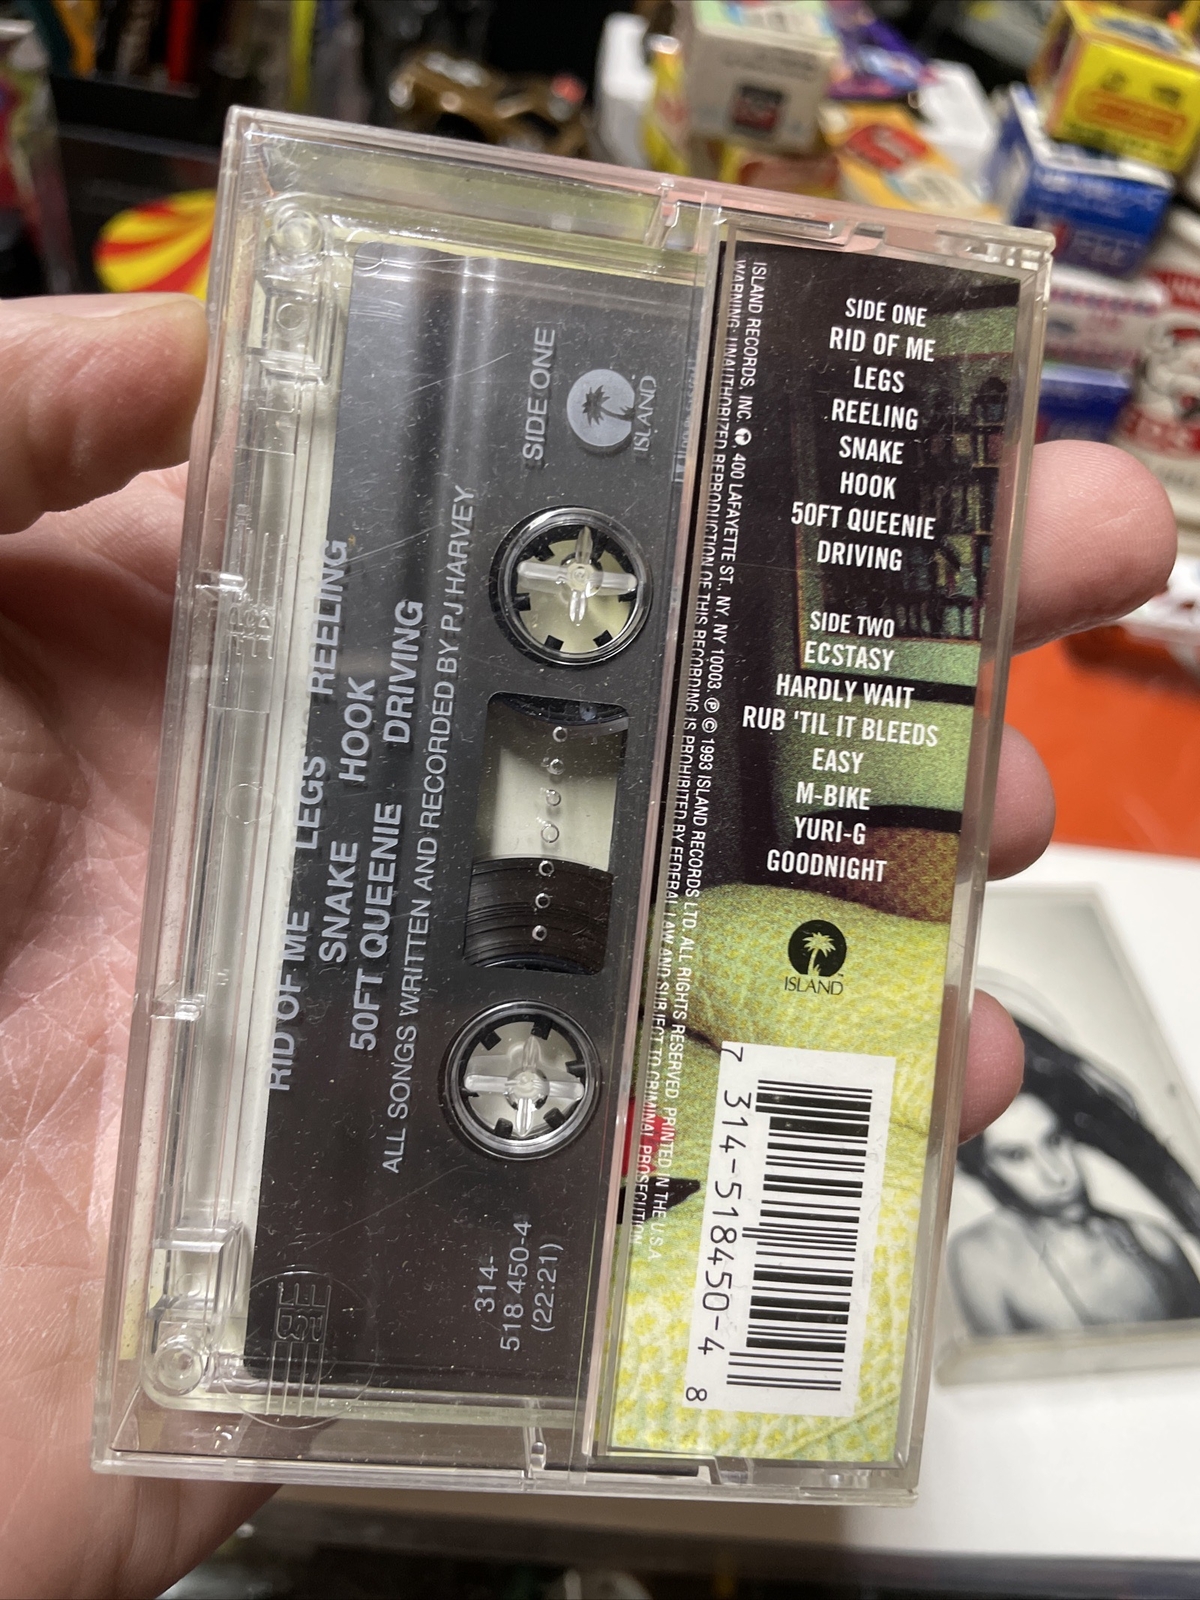 SIDE ONE
RID OF ME
LEGS
REELING
SNAKE
HOOK
50FT QUEENIE
DRIVING
SIDE TWO
ECSTASY
HARDLY WAIT
RUB 'TIL IT BLEEDS
EASY
M-BIKE
YURI-G
GOODNIGHT
ISLAND
7 314-518450-4 8
ISLAND RECORDS, INC. 400 LAFAYETTE ST., NY, NY 10003. ℗ © 1993 ISLAND RECORDS LTD. ALL RIGHTS RESERVED. PRINTED IN THE U.S.A
WARNING: UNAUTHORIZED REPRODUCTION OF THIS RECORDING IS PROHIBITED BY FEDERAL LAW AND SUBJECT TO CRIMINAL PROSECUTION.
ISLAND
SIDE ONE
RID OF ME LEGS REELING
SNAKE HOOK
50FT QUEENIE DRIVING
ALL SONGS WRITTEN AND RECORDED BY PJ HARVEY
314-
518 450-4
(22:21)